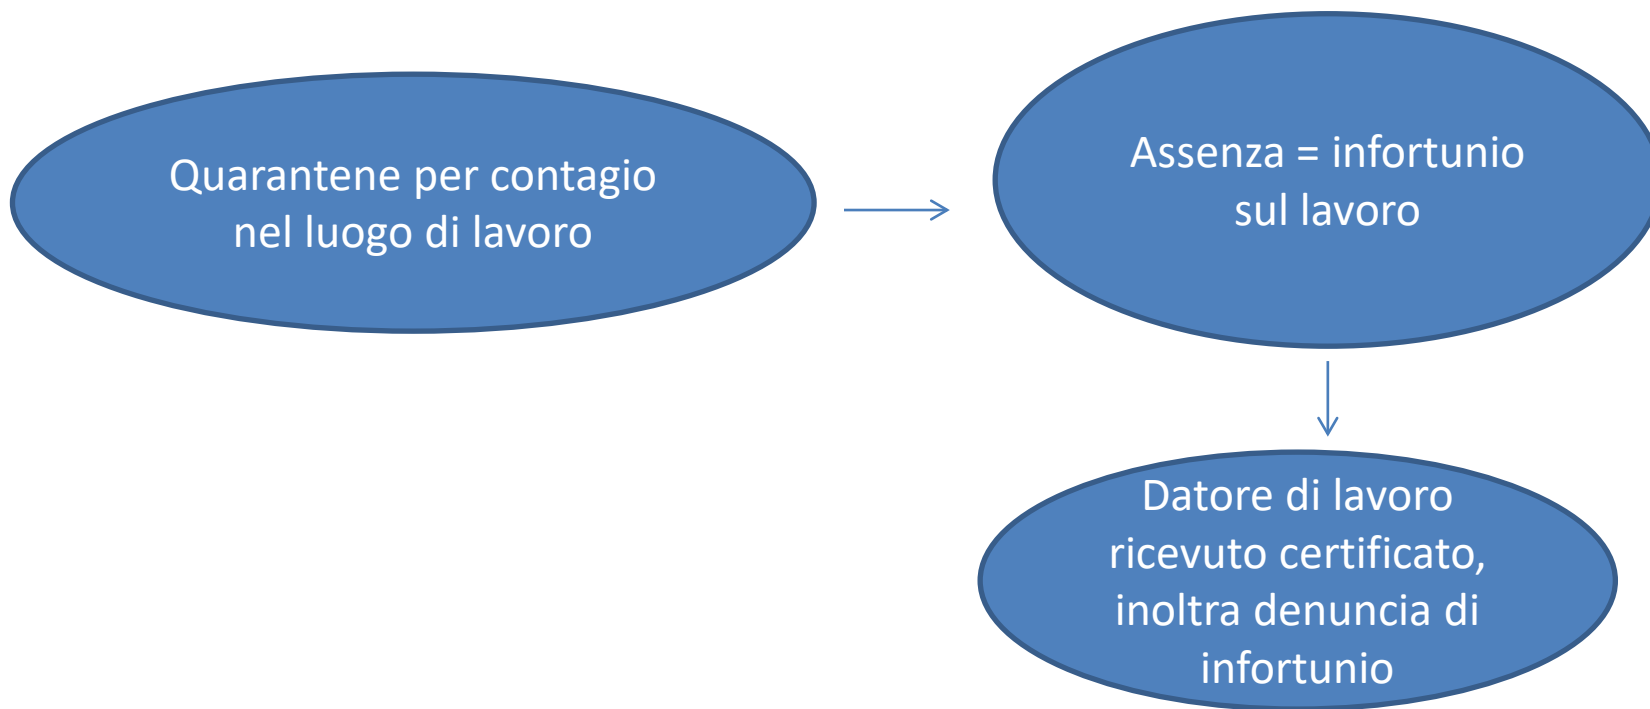 Quarantene per contagio
nel luogo di lavoro
Assenza = infortunio
sul lavoro
Datore di lavoro
ricevuto certificato,
inoltra denuncia di
infortunio